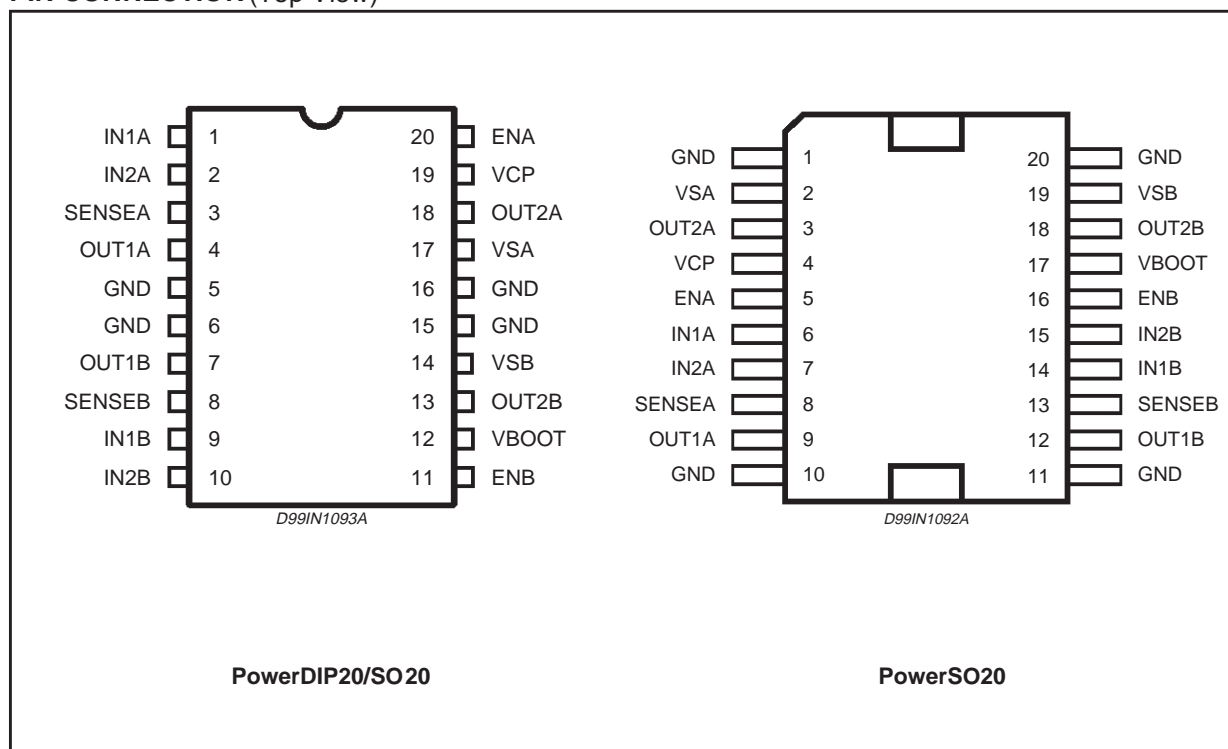 PIN CONNECTION (Top View)
IN1A 1 20 ENA
IN2A 2 19 VCP
SENSEA 3 18 OUT2A
OUT1A 4 17 VSA
GND 5 16 GND
GND 6 15 GND
OUT1B 7 14 VSB
SENSEB 8 13 OUT2B
IN1B 9 12 VBOOT
IN2B 10 11 ENB
D99IN1093A
PowerDIP20/SO20
GND 1 20 GND
VSA 2 19 VSB
OUT2A 3 18 OUT2B
VCP 4 17 VBOOT
ENA 5 16 ENB
IN1A 6 15 IN2B
IN2A 7 14 IN1B
SENSEA 8 13 SENSEB
OUT1A 9 12 OUT1B
GND 10 11 GND
D99IN1092A
PowerSO20